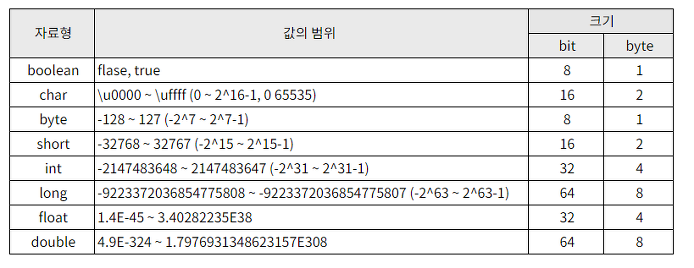 자료형 값의 범위 크기
bit byte
boolean flase, true 8 1
char \u0000 ~ \uffff (0 ~ 2^16-1, 0 65535) 16 2
byte -128 ~ 127 (-2^7 ~ 2^7-1) 8 1
short -32768 ~ 32767 (-2^15 ~ 2^15-1) 16 2
int -2147483648 ~ 2147483647 (-2^31 ~ 2^31-1) 32 4
long -9223372036854775808 ~ -9223372036854775807 (-2^63 ~ 2^63-1) 64 8
float 1.4E-45 ~ 3.40282235E38 32 4
double 4.9E-324 ~ 1.7976931348623157E308 64 8